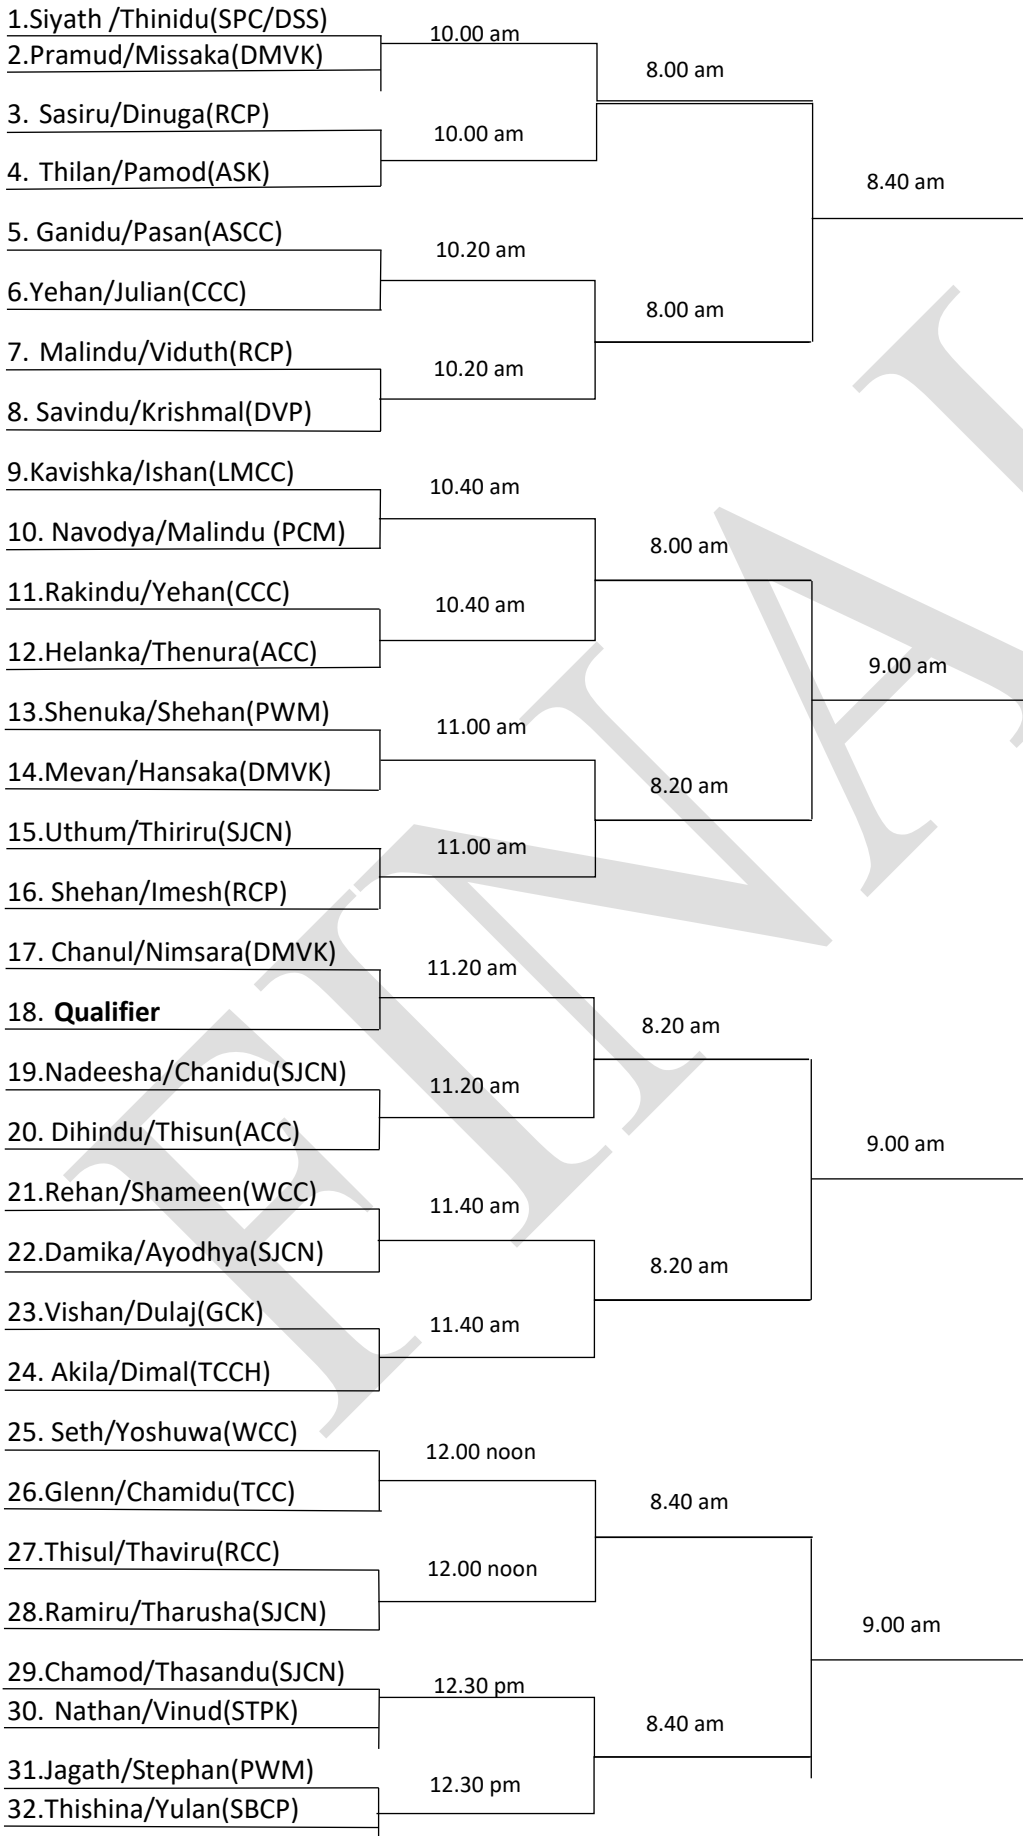 1.Siyath /Thinidu(SPC/DSS)
10.00 am
2.Pramud/Missaka(DMVK)
8.00 am
3. Sasiru/Dinuga(RCP)
10.00 am
4. Thilan/Pamod(ASK)
8.40 am
5. Ganidu/Pasan(ASCC)
10.20 am
6.Yehan/Julian(CCC)
8.00 am
7. Malindu/Viduth(RCP)
10.20 am
8. Savindu/Krishmal(DVP)
9.Kavishka/Ishan(LMCC)
10.40 am
10. Navodya/Malindu (PCM)
8.00 am
11.Rakindu/Yehan(CCC)
10.40 am
12.Helanka/Thenura(ACC)
9.00 am
13.Shenuka/Shehan(PWM)
11.00 am
14.Mevan/Hansaka(DMVK)
8.20 am
15.Uthum/Thiriru(SJCN)
11.00 am
16. Shehan/Imesh(RCP)
17. Chanul/Nimsara(DMVK)
11.20 am
18. Qualifier
8.20 am
19.Nadeesha/Chanidu(SJCN)
11.20 am
20. Dihindu/Thisun(ACC)
9.00 am
21.Rehan/Shameen(WCC)
11.40 am
22.Damika/Ayodhya(SJCN)
8.20 am
23.Vishan/Dulaj(GCK)
11.40 am
24. Akila/Dimal(TCCH)
25. Seth/Yoshuwa(WCC)
12.00 noon
26.Glenn/Chamidu(TCC)
8.40 am
27.Thisul/Thaviru(RCC)
12.00 noon
28.Ramiru/Tharusha(SJCN)
9.00 am
29.Chamod/Thasandu(SJCN)
12.30 pm
30. Nathan/Vinud(STPK)
8.40 am
31.Jagath/Stephan(PWM)
12.30 pm
32.Thishina/Yulan(SBCP)
FINAL